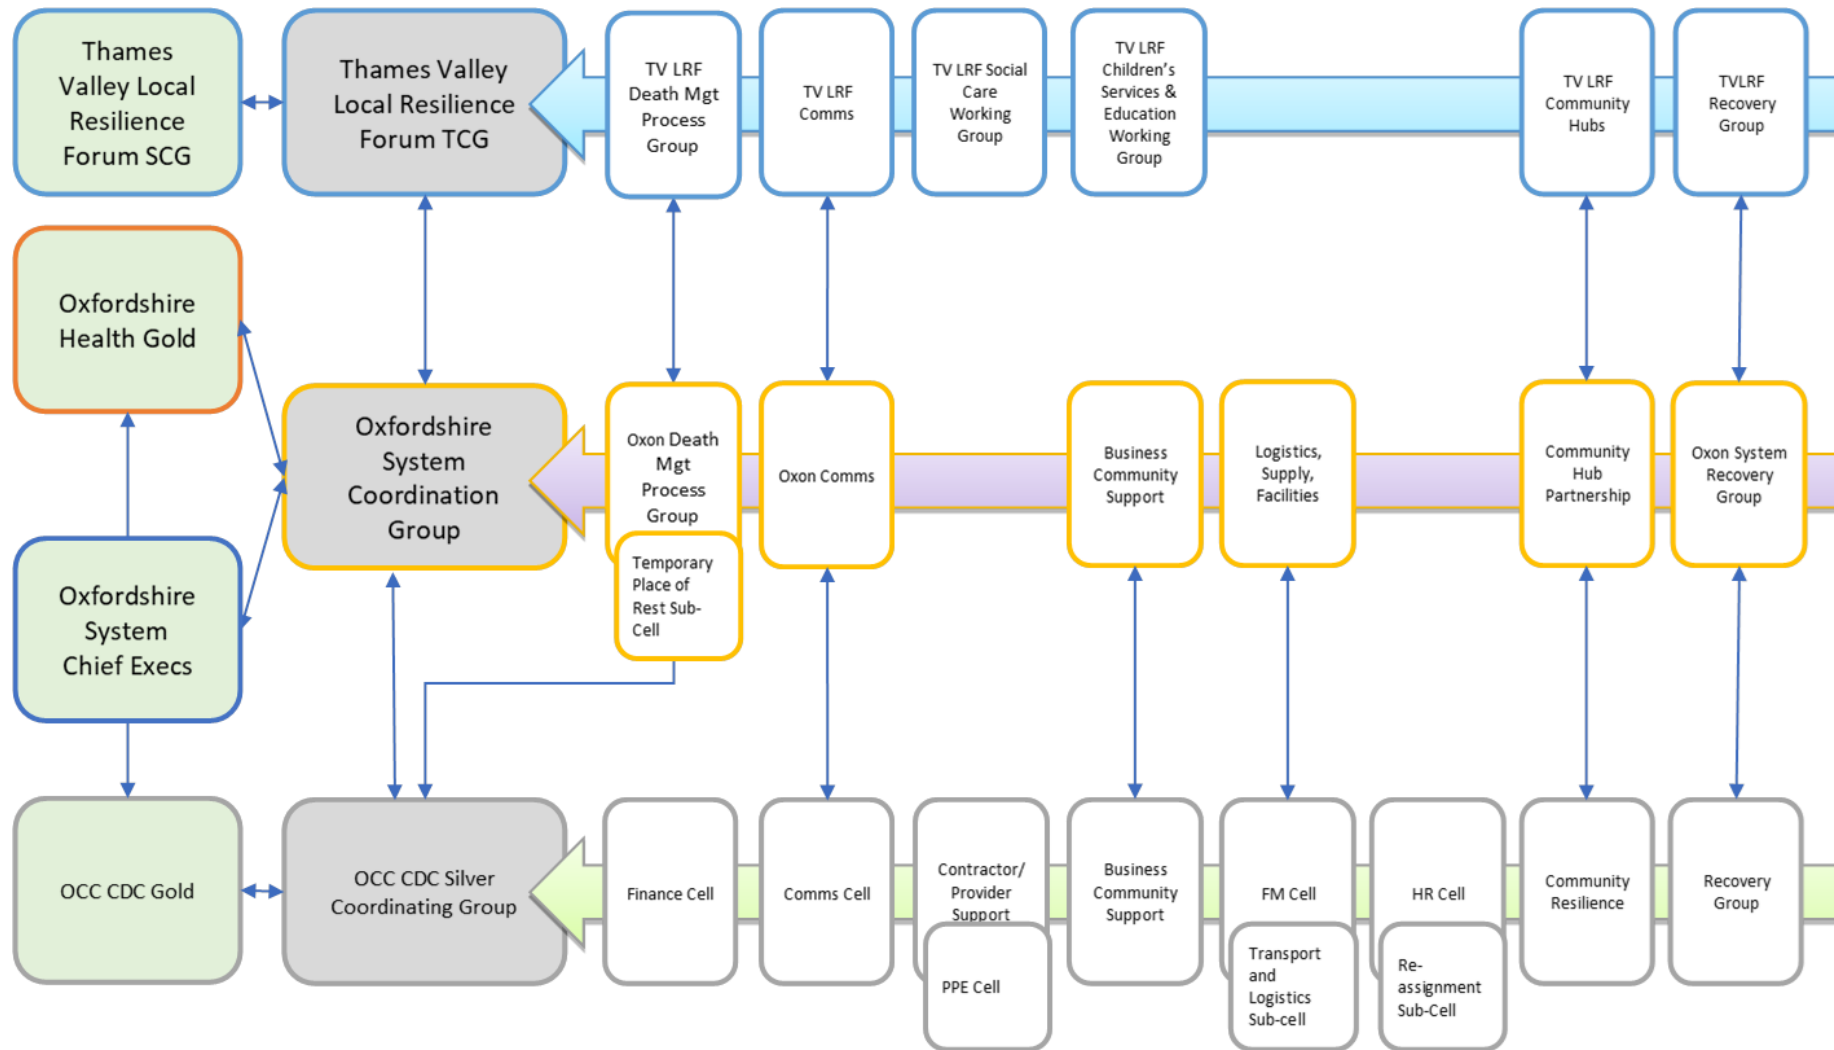 Thames
Valley Local
Resilience
Forum SCG
Thames Valley
Local Resilience
Forum TCG
TV LRF
Death Mgt
Process
Group
TV LRF
Comms
TV LRF Social
Care
Working
Group
TV LRF
Children's
Services &
Education
Working
Group
TV LRF
Community
Hubs
TVLRF
Recovery
Group
Oxfordshire
Health Gold
Oxfordshire
System
Coordination
Group
Oxon Death
Mgt
Process
Group
Temporary
Place of
Rest Sub-
Cell
Oxon Comms
Business
Community
Support
Logistics,
Supply,
Facilities
Community
Hub
Partnership
Oxon System
Recovery
Group
Oxfordshire
System
Chief Execs
OCC CDC Gold
OCC CDC Silver
Coordinating Group
Finance Cell
Comms Cell
Contractor/
Provider
Support
PPE Cell
Business
Community
Support
FM Cell
Transport
and
Logistics
Sub-cell
HR Cell
Re-
assignment
Sub-Cell
Community
Resilience
Recovery
Group